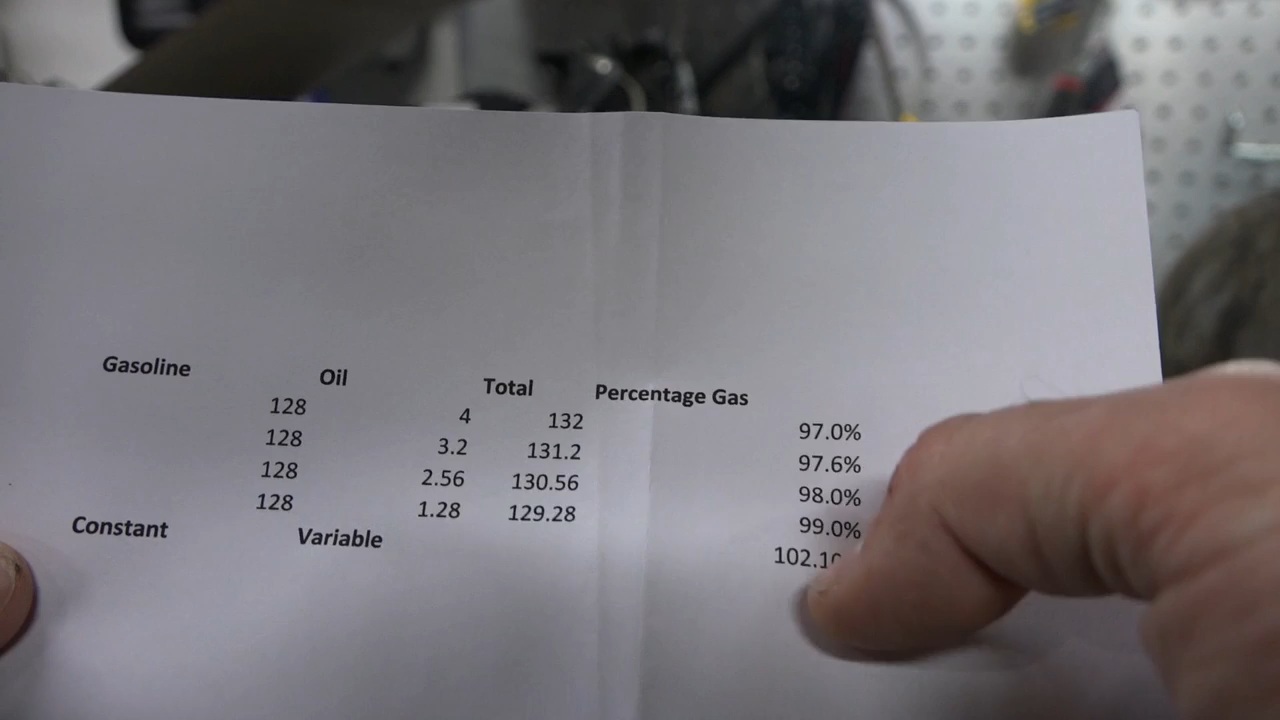 Gasoline Oil Total Percentage Gas
128 4 132 97.0%
128 3.2 131.2 97.6%
128 2.56 130.56 98.0%
128 1.28 129.28 99.0%
Constant Variable